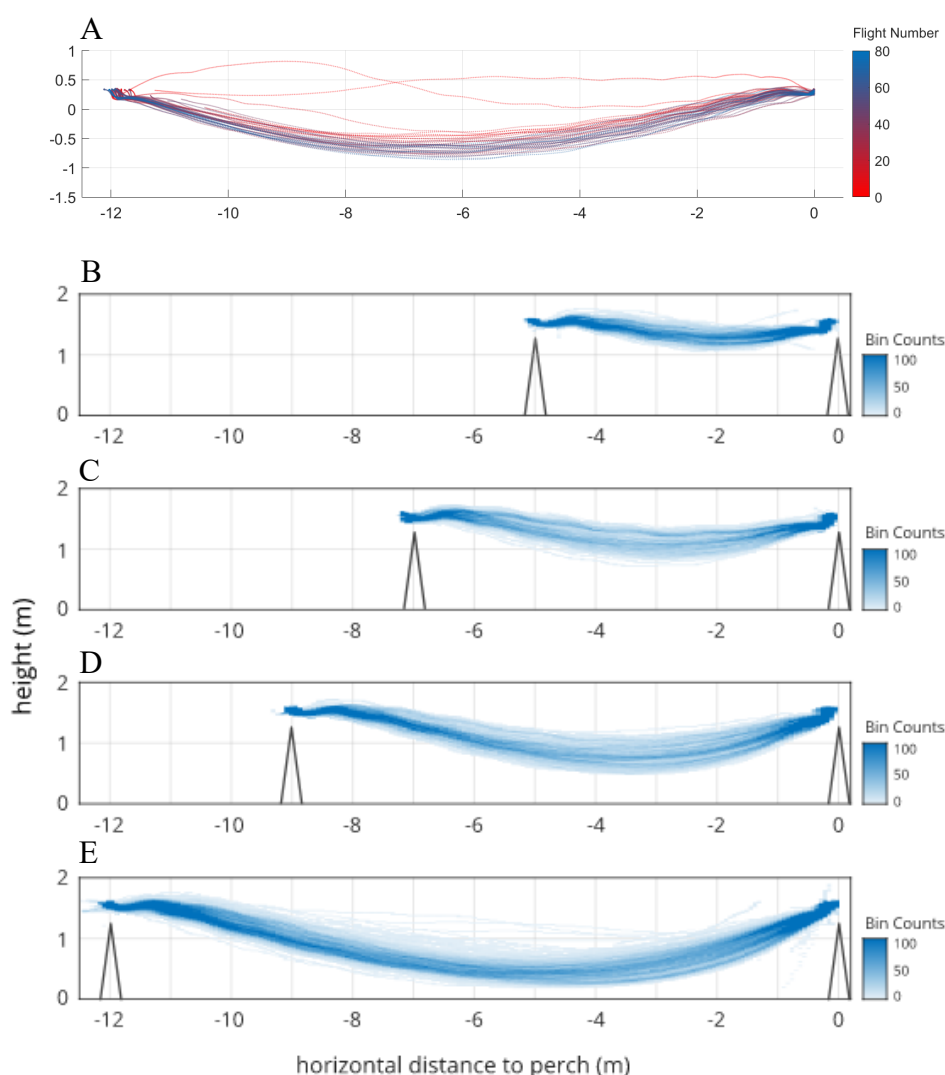 A
Flight Number
1
0.5
0
-0.5
-1
-1.5
-12 -10 -8 -6 -4 -2 0
80
60
40
20
0
B
2
1
0
-12 -10 -8 -6 -4 -2 0
Bin Counts
100
50
0
C
2
1
0
-12 -10 -8 -6 -4 -2 0
Bin Counts
100
50
0
D
2
1
0
-12 -10 -8 -6 -4 -2 0
Bin Counts
100
50
0
E
2
1
0
-12 -10 -8 -6 -4 -2 0
Bin Counts
100
50
0
height (m)
horizontal distance to perch (m)